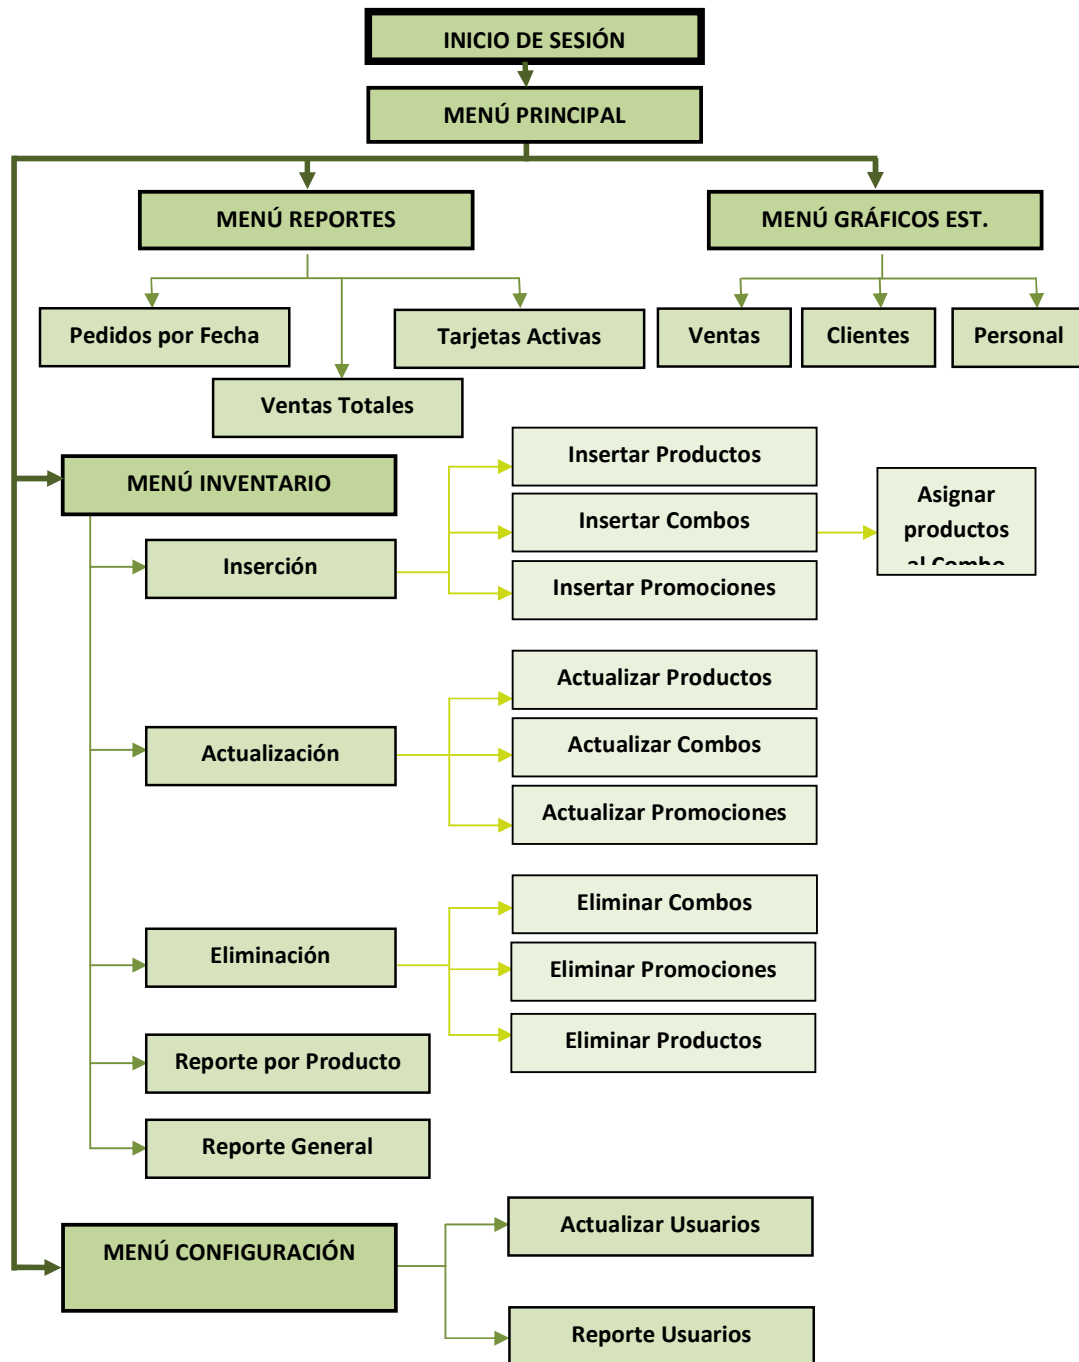 INICIO DE SESIÓN
MENÚ PRINCIPAL
MENÚ REPORTES
MENÚ GRÁFICOS EST.
Pedidos por Fecha
Tarjetas Activas
Ventas
Clientes
Personal
Ventas Totales
MENÚ INVENTARIO
Insertar Productos
Insertar Combos
Asignar
productos
al Combo
Inserción
Insertar Promociones
Actualizar Productos
Actualización
Actualizar Combos
Actualizar Promociones
Eliminar Combos
Eliminación
Eliminar Promociones
Eliminar Productos
Reporte por Producto
Reporte General
MENÚ CONFIGURACIÓN
Actualizar Usuarios
Reporte Usuarios